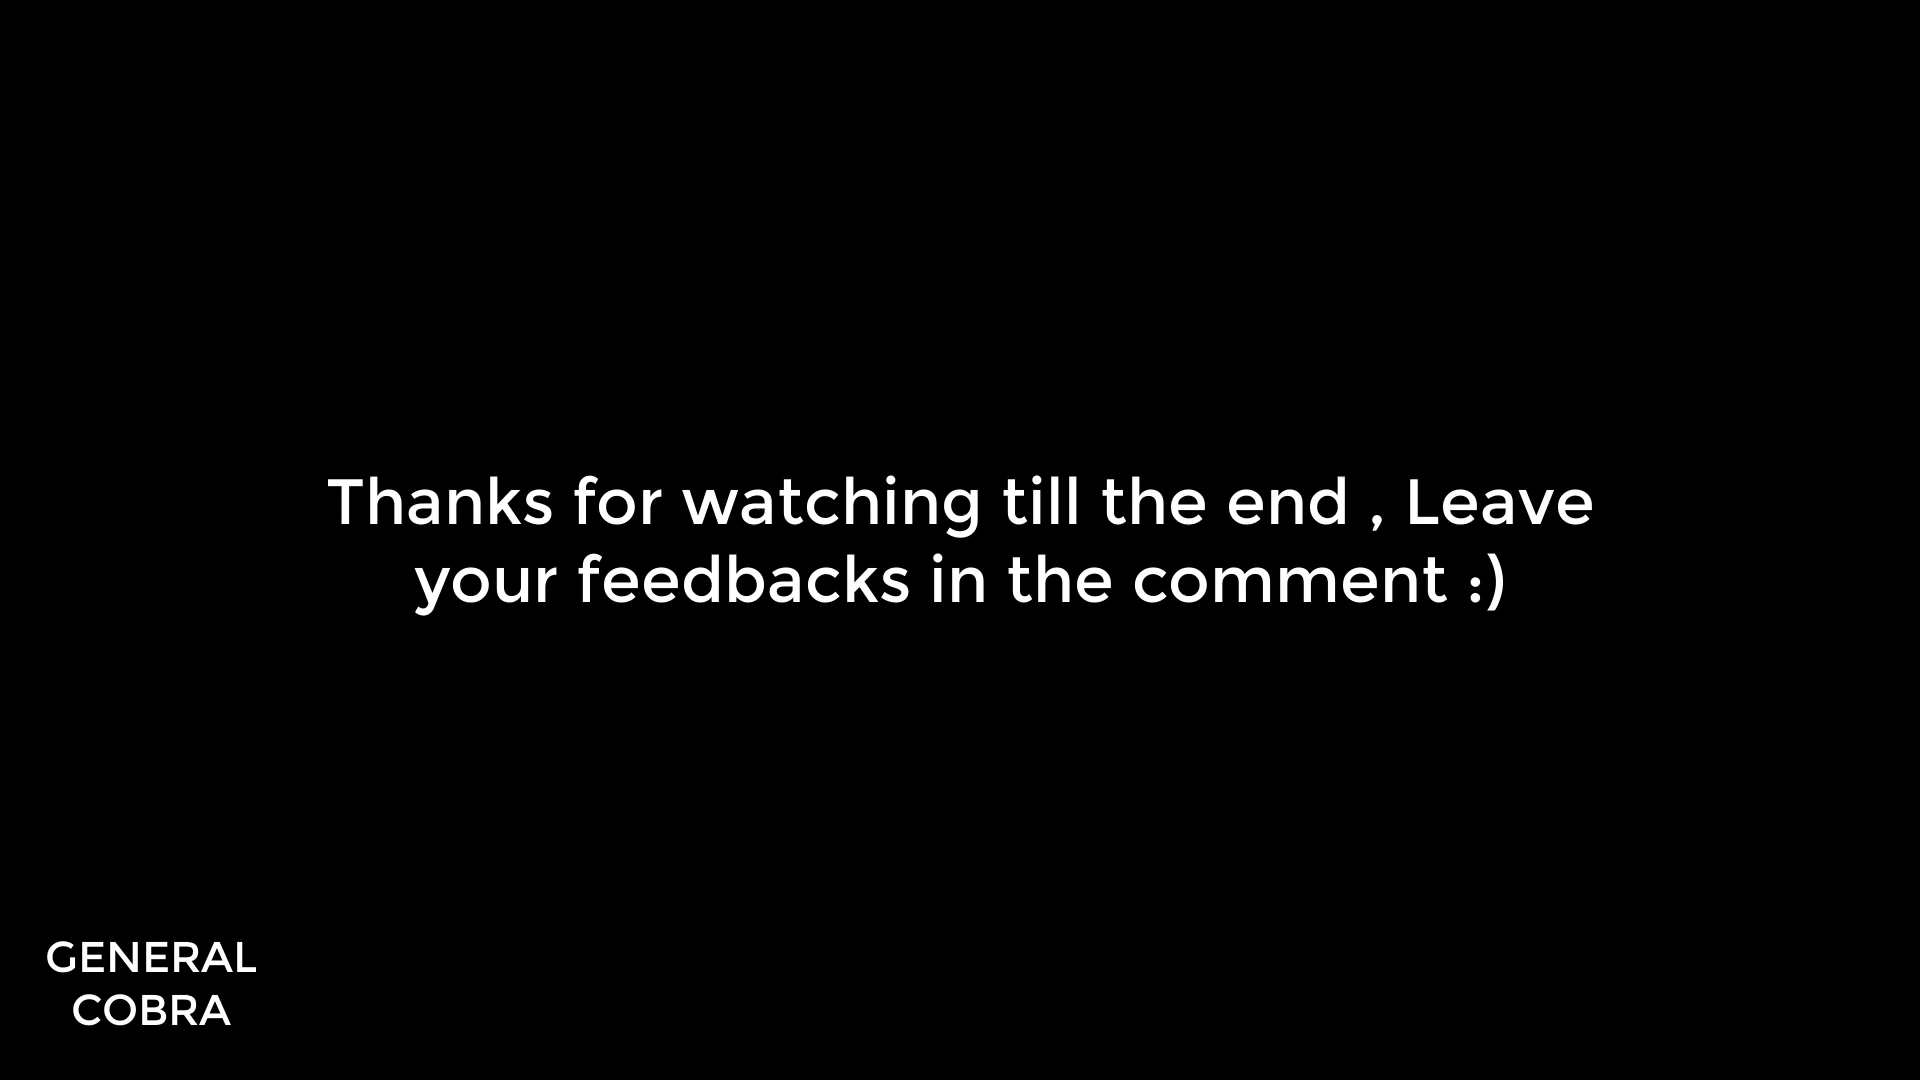 Thanks for watching till the end , Leave
your feedbacks in the comment :)
GENERAL
COBRA